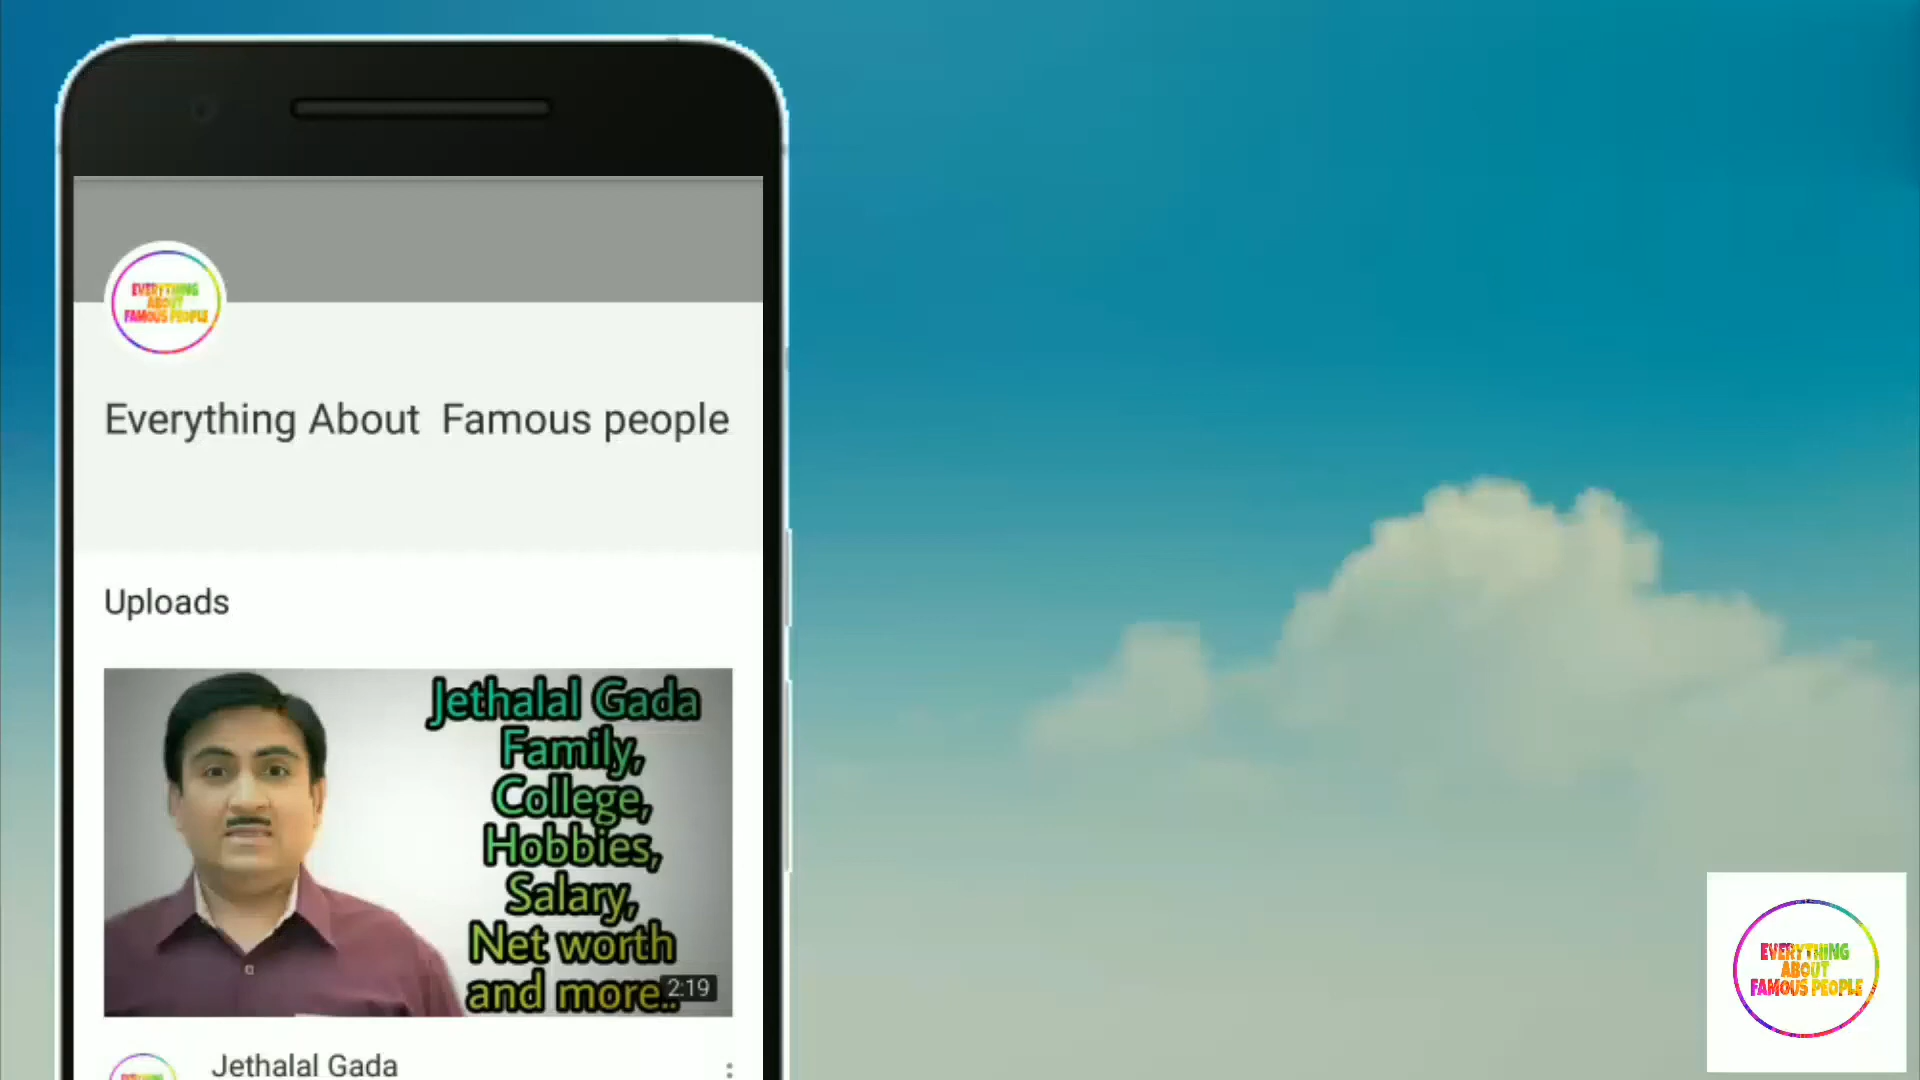 EVERYTHING
ABOUT
FAMOUS PEOPLE
Everything About Famous people
Uploads
Jethalal Gada
Family,
College,
Hobbies,
Salary,
Net worth
and more..
2:19
Jethalal Gada
EVERYTHING
ABOUT
FAMOUS PEOPLE